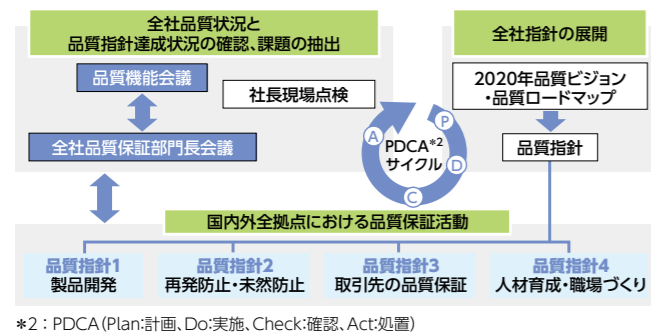 全社品質状況と
品質指針達成状況の確認、課題の抽出
品質機能会議
社長現場点検
全社品質保証部門長会議
全社指針の展開
2020年品質ビジョン
・品質ロードマップ
品質指針
PDCA*2
サイクル
P
D
C
A
国内外全拠点における品質保証活動
品質指針1
製品開発
品質指針2
再発防止・未然防止
品質指針3
取引先の品質保証
品質指針4
人材育成・職場づくり
*2:PDCA(Plan:計画、Do:実施、Check:確認、Act:処置)